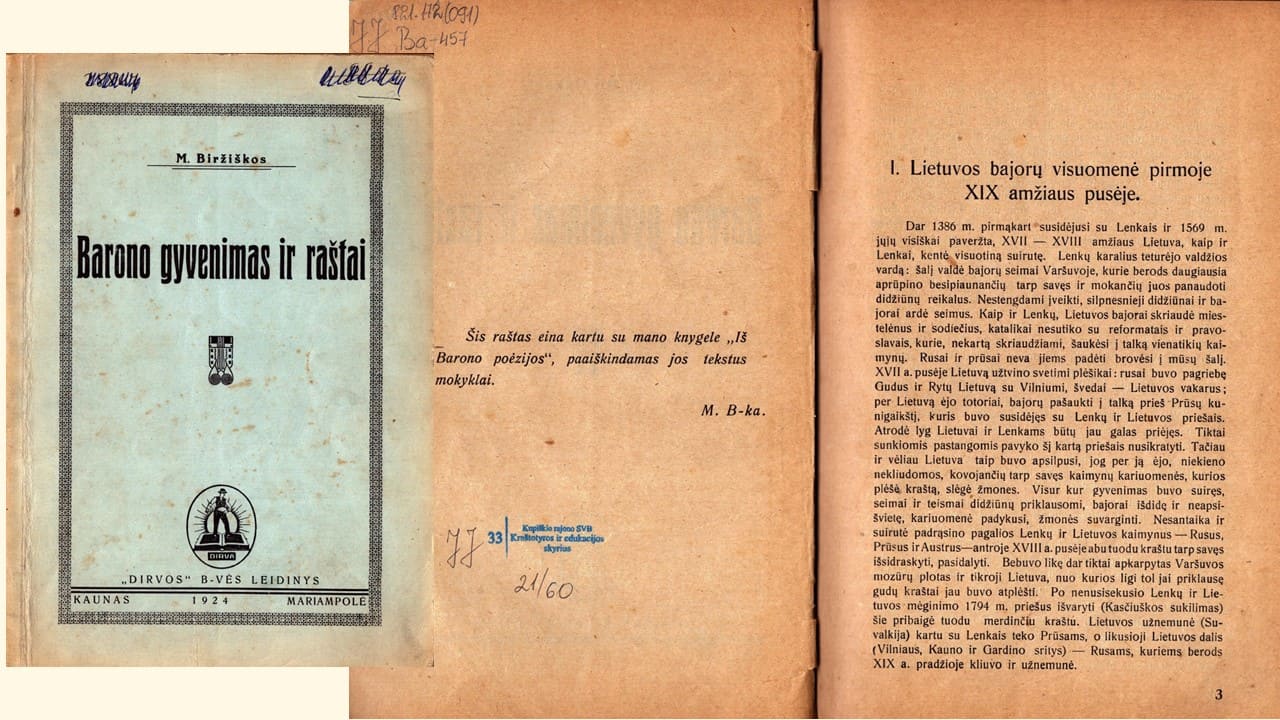 M. Biržiškos
Barono gyvenimas ir raštai
DIRVA
„DIRVOS“ B-VĖS LEIDINYS
KAUNAS 1924 MARIAMPOLĖ
821.172(091)
JJ Ba-457
Šis raštas eina kartu su mano knygele „Iš
Barono poėzijos“, paaiškindamas jos tekstus
mokyklai.
M. B-ka.
JJ
33
Kupiškio rajono SVB
Kraštotyros ir edukacijos
skyrius
21/60
I. Lietuvos bajorų visuomenė pirmoje
XIX amžiaus pusėje.
Dar 1386 m. pirmąkart susidėjusi su Lenkais ir 1569 m.
jųjų visiškai paveržta, XVII — XVIII amžiaus Lietuva, kaip ir
Lenkai, kentė visuotiną suirutę. Lenkų karalius teturėjo valdžios
vardą: šalį valdė bajorų seimai Varšuvoje, kurie berods daugiausia
aprūpino besipiaunančių tarp savęs ir mokančių juos panaudoti
didžiūnų reikalus. Nestengdami įveikti, silpnesnieji didžiūnai ir ba-
jorai ardė seimus. Kaip ir Lenkų, Lietuvos bajorai skriaudė mies-
telėnus ir sodiečius, katalikai nesutiko su reformatais ir pravo-
slavais, kurie, nekartą skriaudžiami, šaukėsi į talką vienatikių kai-
mynų. Rusai ir prūsai neva jiems padėti brovėsi į mūsų šalį.
XVII a. pusėje Lietuvą užtvino svetimi plėšikai: rusai buvo pagriebę
Gudus ir Rytų Lietuvą su Vilniumi, švedai — Lietuvos vakarus;
per Lietuvą ėjo totoriai, bajorų pašaukti į talką prieš Prūsų ku-
nigaikštį, kuris buvo susidėjęs su Lenkų ir Lietuvos priešais.
Atrodė lyg Lietuvai ir Lenkams būtų jau galas priėjęs. Tiktai
sunkiomis pastangomis pavyko šį kartą priešais nusikratyti. Tačiau
ir vėliau Lietuva taip buvo apsilpusi, jog per ją ėjo, niekieno
nekliudomos, kovojančių tarp savęs kaimynų kariuomenės, kurios
plėšė kraštą, slėgė žmones. Visur kur gyvenimas buvo suiręs,
seimai ir teismai didžiūnų priklausomi, bajorai išdidę ir neapsi-
švietę, kariuomenė padykusi, žmonės suvarginti. Nesantaika ir
suirutė padrąsino pagalios Lenkų ir Lietuvos kaimynus — Rusus,
Prūsus ir Austrus—antroje XVIII a. pusėje abu tuodu kraštu tarp savęs
išsidraskyti, pasidalyti. Bebuvo likę dar tiktai apkarpytas Varšuvos
mozūrų plotas ir tikroji Lietuva, nuo kurios ligi tol jai priklausę
gudų kraštai jau buvo atplėšti. Po nenusisekusio Lenkų ir Lie-
tuvos mėginimo 1794 m. priešus išvaryti (Kasčiuškos sukilimas)
šie pribaigė tuodu merdinčiu kraštu. Lietuvos užnemunė (Su-
valkija) kartu su Lenkais teko Prūsams, o likusioji Lietuvos dalis
(Vilniaus, Kauno ir Gardino sritys) — Rusams, kuriems berods
XIX a. pradžioje kliuvo ir užnemunė.
3